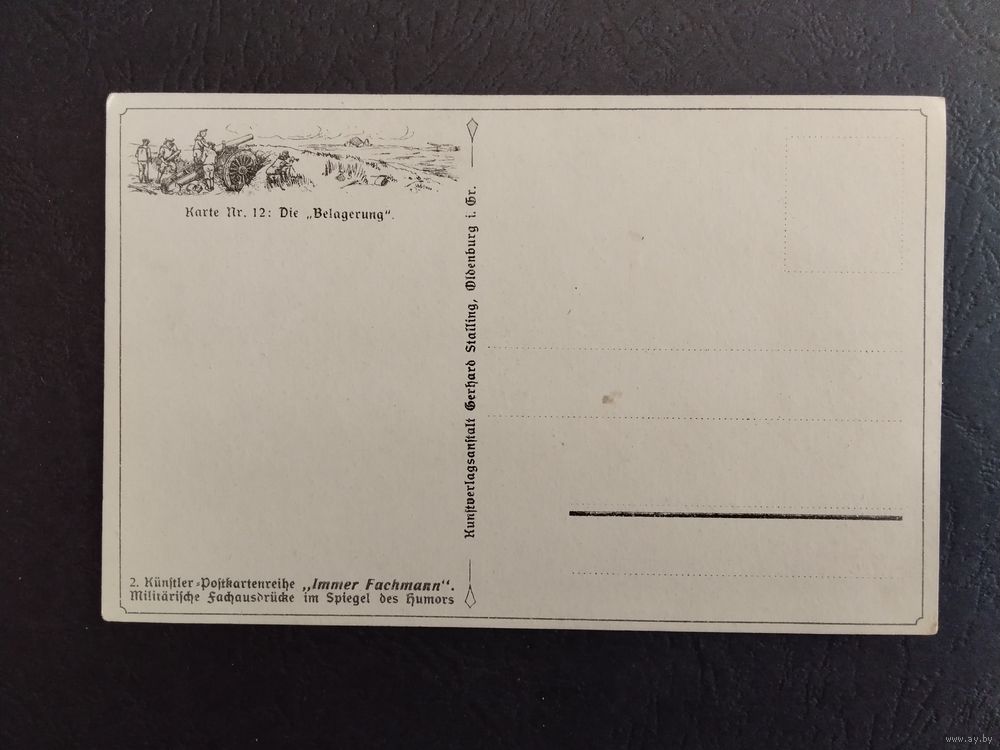 Karte Nr. 12: Die „Belagerung".
2. Künstler-Postkartenreihe „Immer Fachmann".
Militärische Fachausdrücke im Spiegel des Humors
Kunstverlagsanstalt Gerhard Stalling, Oldenburg i. Gr.
www.ay.by